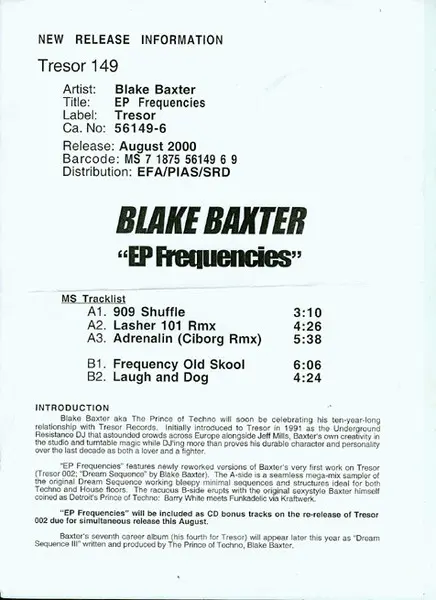 NEW RELEASE INFORMATION
Tresor 149
Artist: Blake Baxter
Title: EP Frequencies
Label: Tresor
Ca. No: 56149-6
Release: August 2000
Barcode: MS 7 1875 56149 6 9
Distribution: EFA/PIAS/SRD
BLAKE BAXTER
“EP Frequencies”
MS Tracklist
A1. 909 Shuffle 3:10
A2. Lasher 101 Rmx 4:26
A3. Adrenalin (Ciborg Rmx) 5:38
B1. Frequency Old Skool 6:06
B2. Laugh and Dog 4:24
INTRODUCTION
Blake Baxter aka The Prince of Techno will soon be celebrating his ten-year-long
relationship with Tresor Records. Initially introduced to Tresor in 1991 as the Underground
Resistance DJ that astounded crowds across Europe alongside Jeff Mills, Baxter's own creativity in
the studio and turntable magic while DJ'ing more than proves his durable character and personality
over the last decade as both a lover and a fighter.
"EP Frequencies" features newly reworked versions of Baxter's very first work on Tresor
(Tresor 002; "Dream Sequence" by Blake Baxter). The A-side is a seamless mega-mix sampler of
the original Dream Sequence working bleepy minimal sequences and structures ideal for both
Techno and House floors. The racucus B-side erupts with the original sexystyle Baxter himself
coined as Detroit's Prince of Techno: Barry White meets Funkadelic via Kraftwerk.
"EP Frequencies" will be included as CD bonus tracks on the re-release of Tresor
002 due for simultaneous release this August.
Baxter's seventh career album (his fourth for Tresor) will appear later this year as "Dream
Sequence III" written and produced by The Prince of Techno, Blake Baxter.